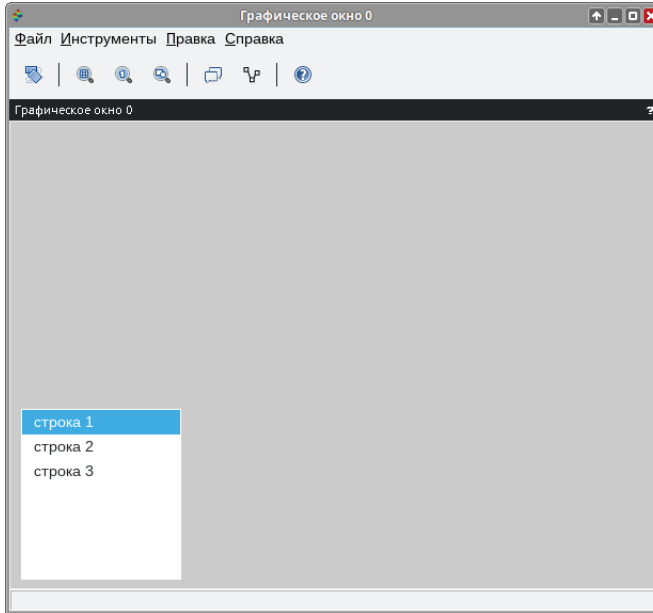 Графическое окно 0
Файл Инструменты Правка Справка
Графическое окно 0 ?
строка 1
строка 2
строка 3